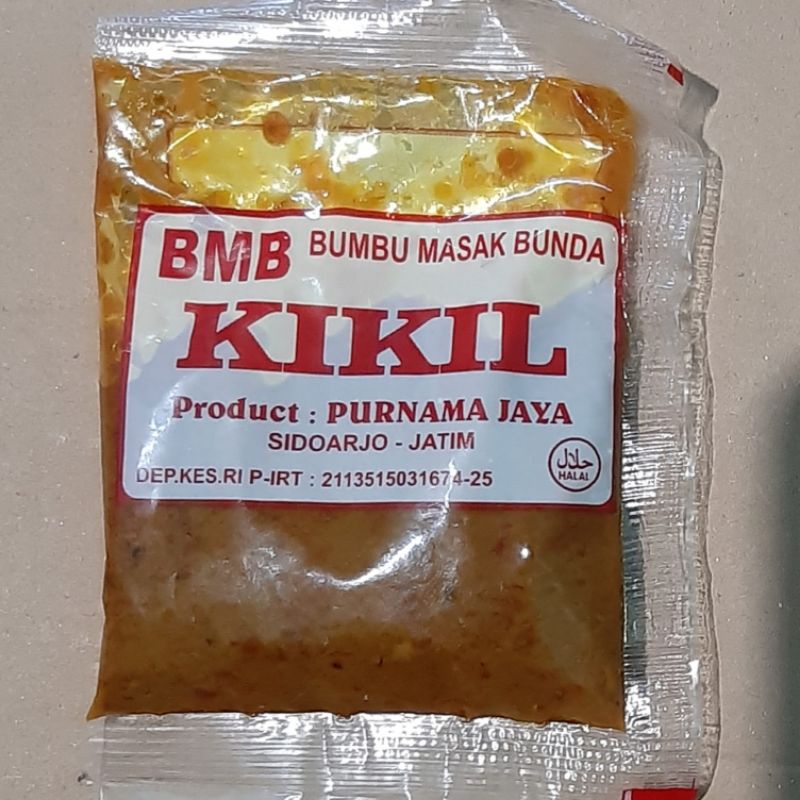 BMB BUMBU MASAK BUNDA
KIKIL
Product : PURNAMA JAYA
SIDOARJO - JATIM
حلال
HALAL
DEP.KES.RI P-IRT : 2113515031674-25